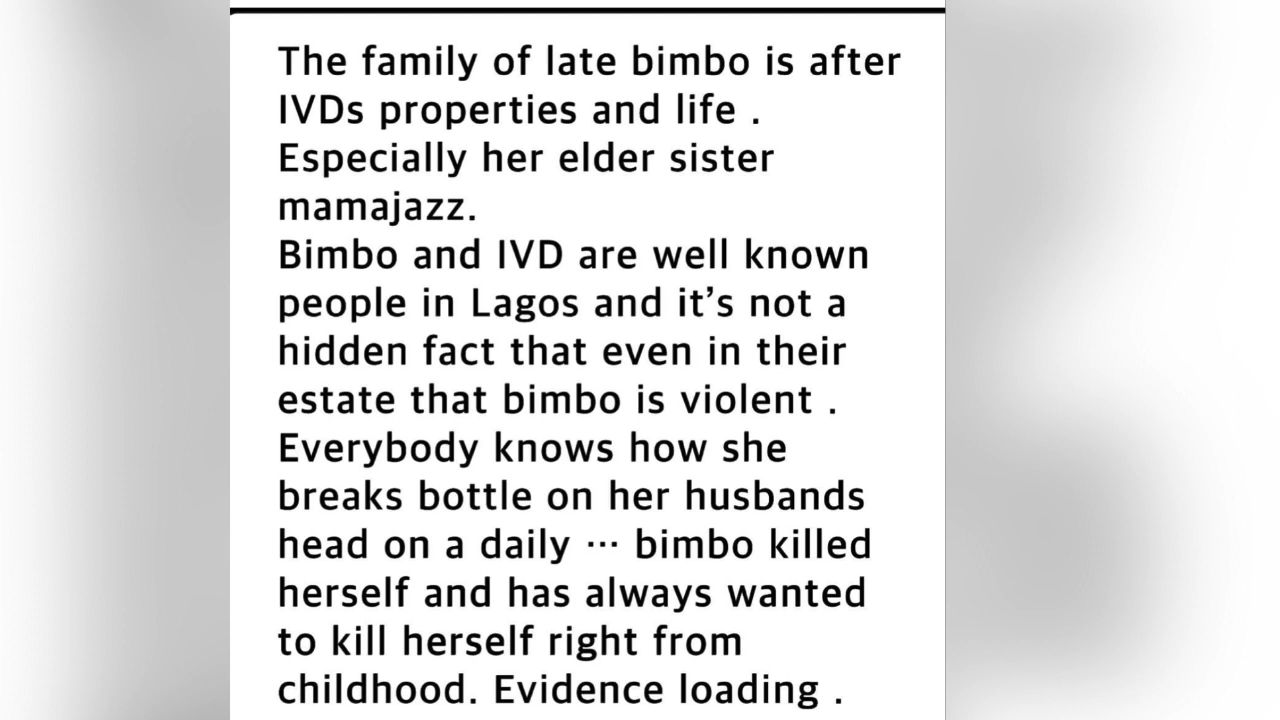 The family of late bimbo is after
IVDs properties and life .
Especially her elder sister
mamajazz.
Bimbo and IVD are well known
people in Lagos and it’s not a
hidden fact that even in their
estate that bimbo is violent .
Everybody knows how she
breaks bottle on her husbands
head on a daily ··· bimbo killed
herself and has always wanted
to kill herself right from
childhood. Evidence loading .